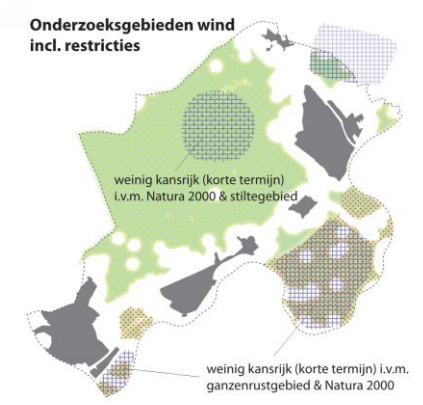 Onderzoeksgebieden wind
incl. restricties
weinig kansrijk (korte termijn)
i.v.m. Natura 2000 & stiltegebied
weinig kansrijk (korte termijn) i.v.m.
ganzenrustgebied & Natura 2000